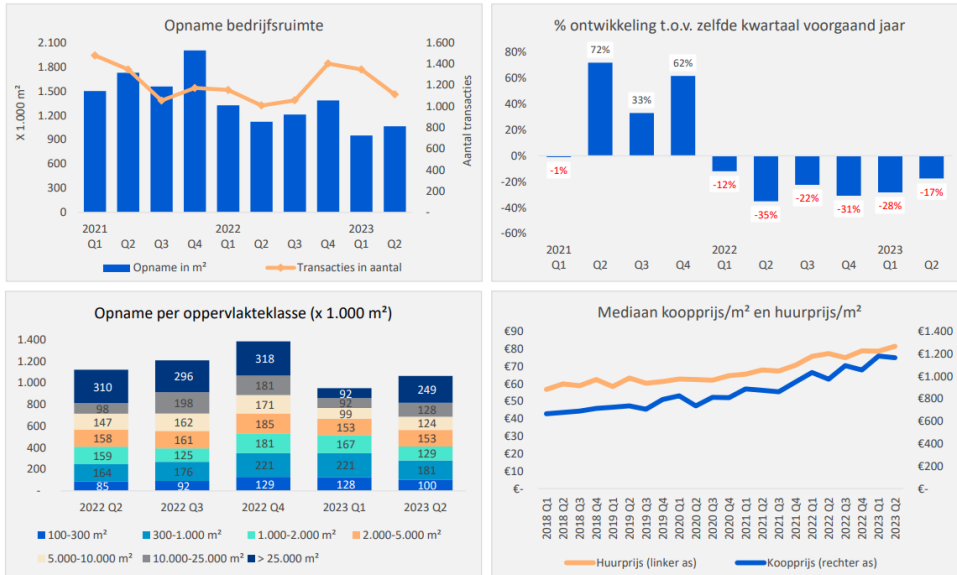 Opname bedrijfsruimte
X 1.000 m²
2.100
1.800
1.500
1.200
900
600
300
0
1.600
1.400
1.200
1.000
800
600
400
200
-
Aantal transacties
2021 2022 2023
Q1 Q2 Q3 Q4 Q1 Q2 Q3 Q4 Q1 Q2
Opname in m² Transacties in aantal
% ontwikkeling t.o.v. zelfde kwartaal voorgaand jaar
80%
60%
40%
20%
0%
-20%
-40%
-60%
-1% 72% 33% 62% -12% -35% -22% -31% -28% -17%
2021 2022 2023
Q1 Q2 Q3 Q4 Q1 Q2 Q3 Q4 Q1 Q2
Opname per oppervlakteklasse (x 1.000 m²)
1.400
1.200
1.000
800
600
400
200
-
310 296 318 92 249
98 198 181 92 128
147 162 171 99 124
158 161 185 153 153
159 125 181 167 129
164 176 221 221 181
85 92 129 128 100
2022 Q2 2022 Q3 2022 Q4 2023 Q1 2023 Q2
100-300 m² 300-1.000 m² 1.000-2.000 m² 2.000-5.000 m²
5.000-10.000 m² 10.000-25.000 m² > 25.000 m²
Mediaan koopprijs/m² en huurprijs/m²
€90
€80
€70
€60
€50
€40
€30
€20
€10
€-
€1.400
€1.200
€1.000
€800
€600
€400
€200
€-
2018 Q1 2018 Q2 2018 Q3 2018 Q4 2019 Q1 2019 Q2 2019 Q3 2019 Q4 2020 Q1 2020 Q2 2020 Q3 2020 Q4 2021 Q1 2021 Q2 2021 Q3 2021 Q4 2022 Q1 2022 Q2 2022 Q3 2022 Q4 2023 Q1 2023 Q2
Huurprijs (linker as) Koopprijs (rechter as)